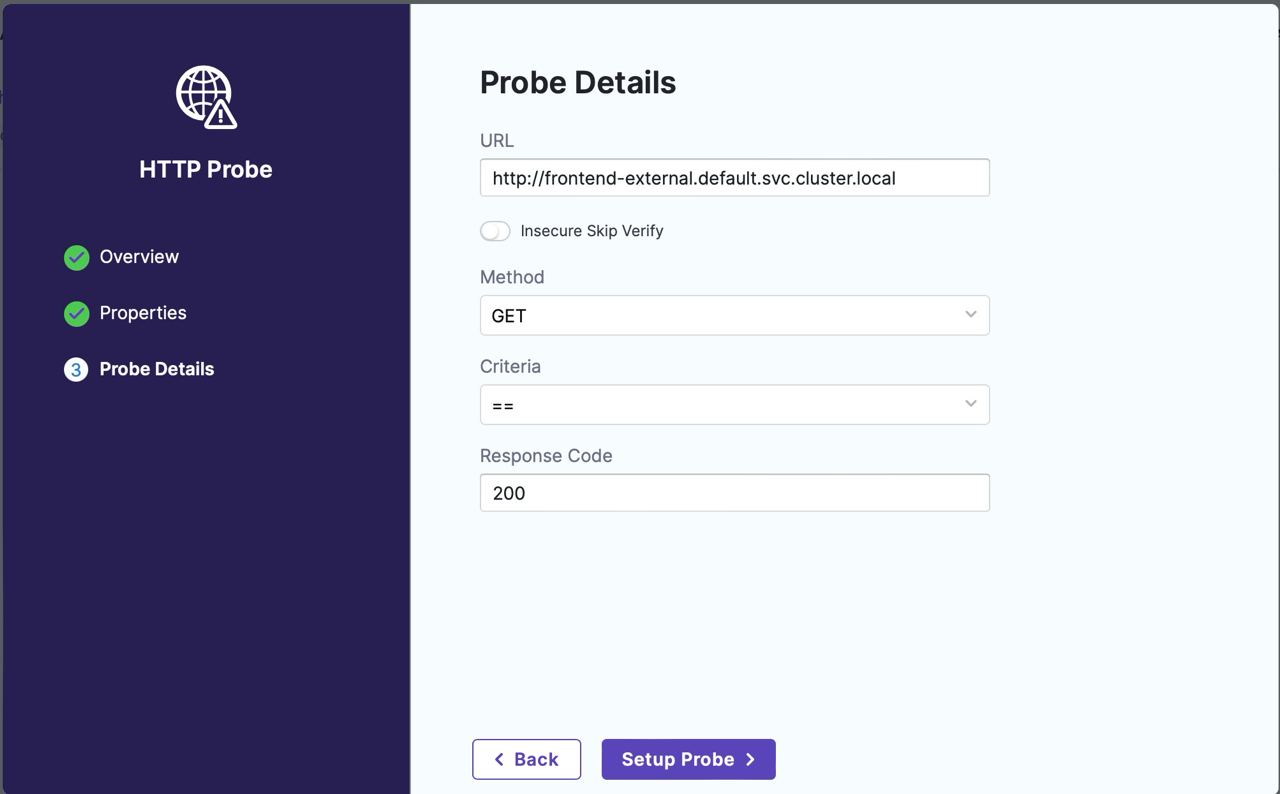 HTTP Probe
Overview
Properties
3 Probe Details
Probe Details
URL
http://frontend-external.default.svc.cluster.local
Insecure Skip Verify
Method
GET
Criteria
==
Response Code
200
Back
Setup Probe